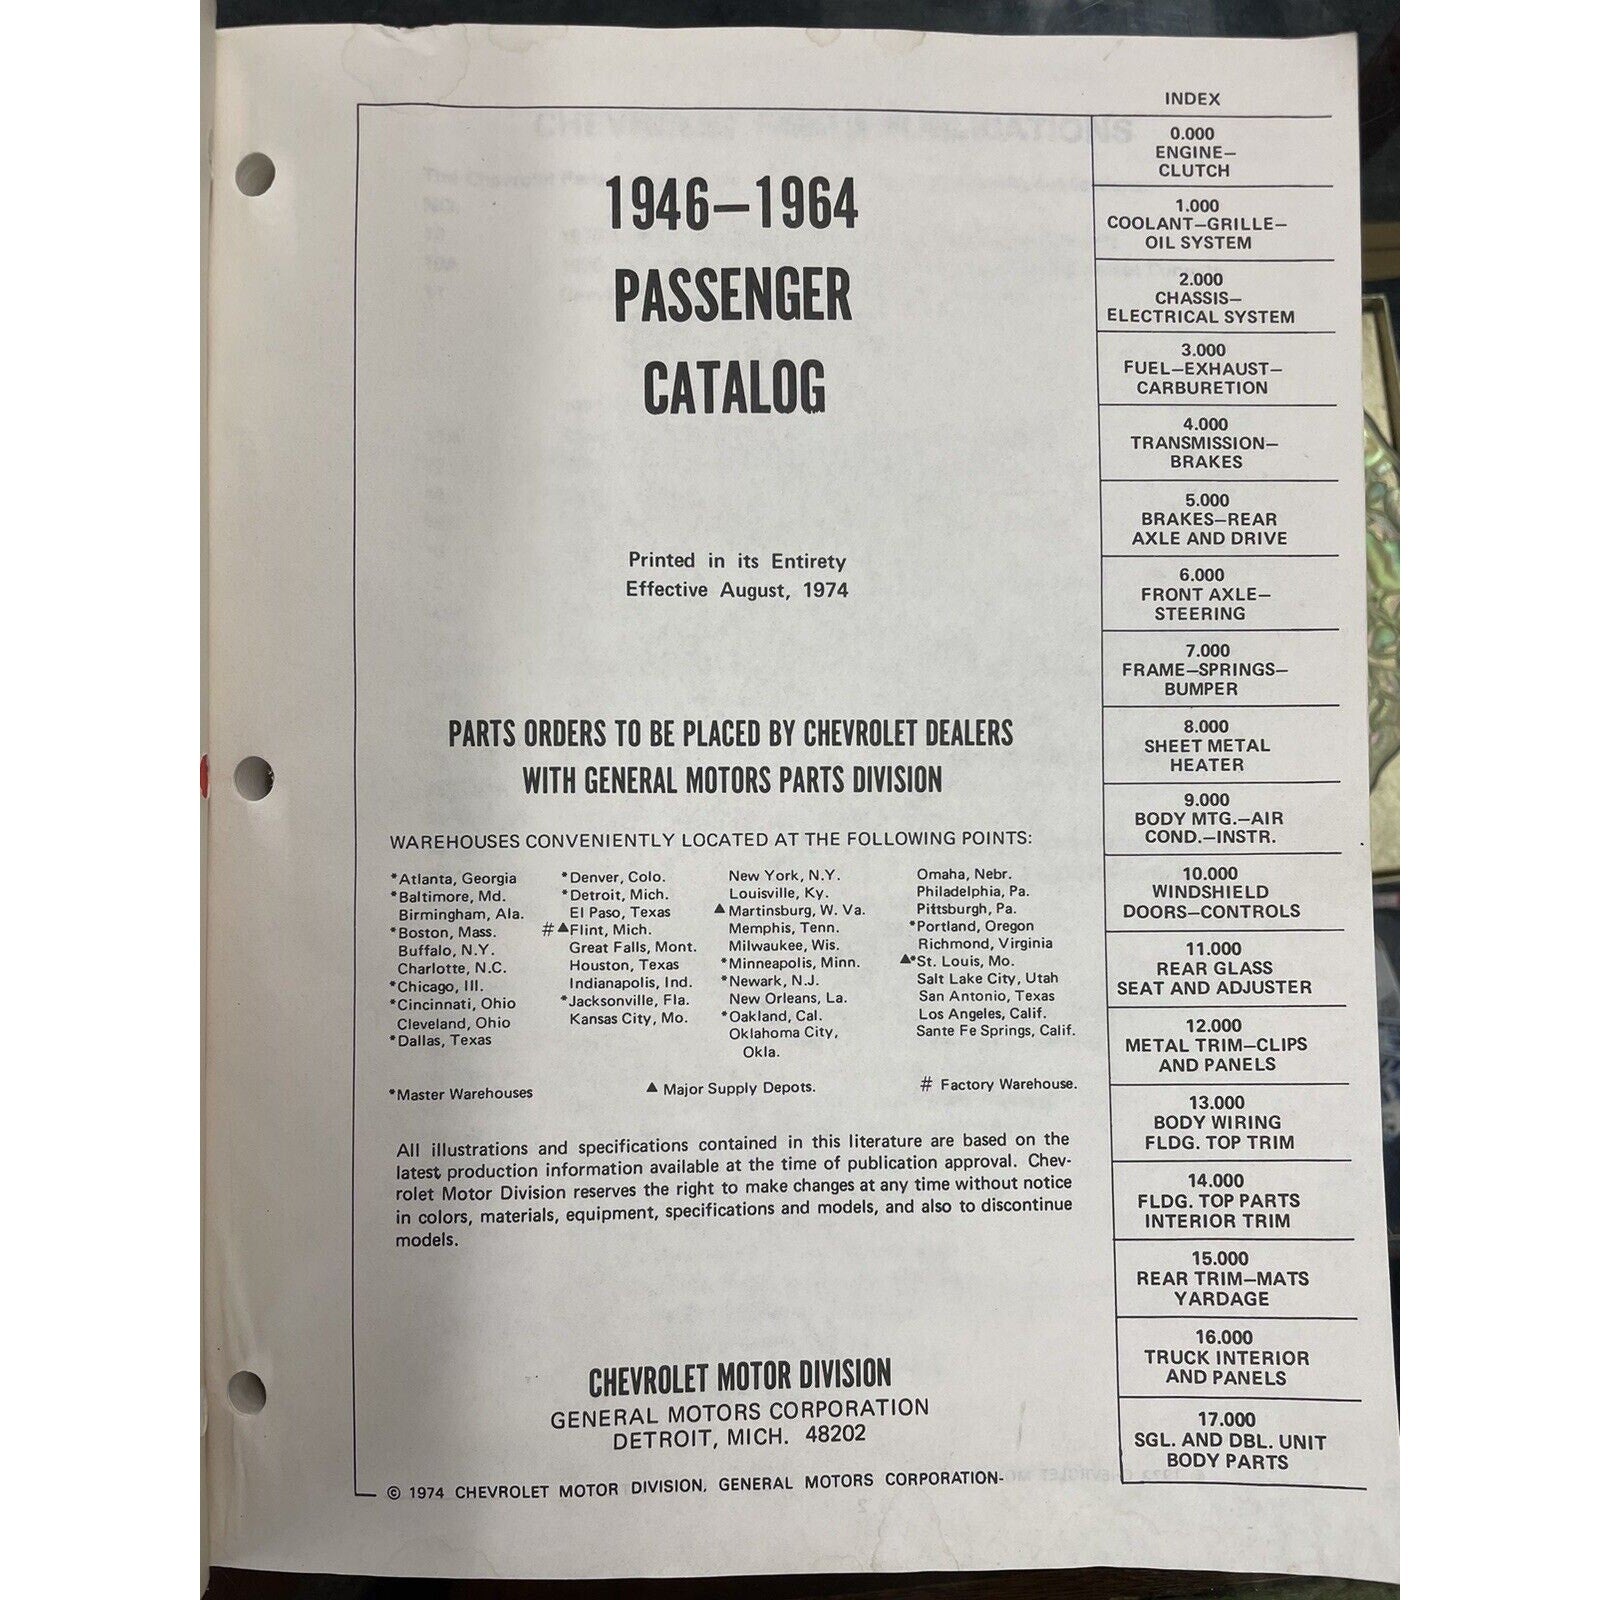 1946–1964
PASSENGER
CATALOG
Printed in its Entirety
Effective August, 1974
PARTS ORDERS TO BE PLACED BY CHEVROLET DEALERS
WITH GENERAL MOTORS PARTS DIVISION
WAREHOUSES CONVENIENTLY LOCATED AT THE FOLLOWING POINTS:
*Atlanta, Georgia
*Baltimore, Md.
Birmingham, Ala.
*Boston, Mass.
Buffalo, N.Y.
Charlotte, N.C.
*Chicago, Ill.
*Cincinnati, Ohio
Cleveland, Ohio
*Dallas, Texas
*Denver, Colo.
*Detroit, Mich.
El Paso, Texas
# ▲Flint, Mich.
Great Falls, Mont.
Houston, Texas
Indianapolis, Ind.
*Jacksonville, Fla.
Kansas City, Mo.
New York, N.Y.
Louisville, Ky.
▲ Martinsburg, W. Va.
Memphis, Tenn.
Milwaukee, Wis.
*Minneapolis, Minn.
*Newark, N.J.
New Orleans, La.
*Oakland, Cal.
Oklahoma City,
Okla.
Omaha, Nebr.
Philadelphia, Pa.
Pittsburgh, Pa.
*Portland, Oregon
Richmond, Virginia
▲*St. Louis, Mo.
Salt Lake City, Utah
San Antonio, Texas
Los Angeles, Calif.
Sante Fe Springs, Calif.
*Master Warehouses
▲ Major Supply Depots.
# Factory Warehouse.
All illustrations and specifications contained in this literature are based on the
latest production information available at the time of publication approval. Chev-
rolet Motor Division reserves the right to make changes at any time without notice
in colors, materials, equipment, specifications and models, and also to discontinue
models.
CHEVROLET MOTOR DIVISION
GENERAL MOTORS CORPORATION
DETROIT, MICH. 48202
© 1974 CHEVROLET MOTOR DIVISION, GENERAL MOTORS CORPORATION-
INDEX
0.000
ENGINE–
CLUTCH
1.000
COOLANT–GRILLE–
OIL SYSTEM
2.000
CHASSIS–
ELECTRICAL SYSTEM
3.000
FUEL–EXHAUST–
CARBURETION
4.000
TRANSMISSION–
BRAKES
5.000
BRAKES–REAR
AXLE AND DRIVE
6.000
FRONT AXLE–
STEERING
7.000
FRAME–SPRINGS–
BUMPER
8.000
SHEET METAL
HEATER
9.000
BODY MTG.–AIR
COND.–INSTR.
10.000
WINDSHIELD
DOORS–CONTROLS
11.000
REAR GLASS
SEAT AND ADJUSTER
12.000
METAL TRIM–CLIPS
AND PANELS
13.000
BODY WIRING
FLDG. TOP TRIM
14.000
FLDG. TOP PARTS
INTERIOR TRIM
15.000
REAR TRIM–MATS
YARDAGE
16.000
TRUCK INTERIOR
AND PANELS
17.000
SGL. AND DBL. UNIT
BODY PARTS